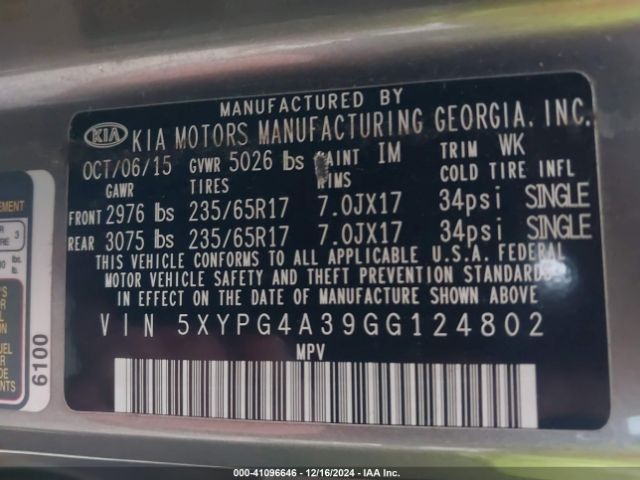 MANUFACTURED BY
KIA KIA MOTORS MANUFACTURING GEORGIA, INC.
OCT/06/15 GVWR 5026 lbs PAINT IM TRIM WK
GAWR TIRES RIMS COLD TIRE INFL
FRONT 2976 lbs 235/65R17 7.0JX17 34psi SINGLE
REAR 3075 lbs 235/65R17 7.0JX17 34psi SINGLE
THIS VEHICLE CONFORMS TO ALL APPLICABLE U.S.A. FEDERAL
MOTOR VEHICLE SAFETY AND THEFT PREVENTION STANDARDS
IN EFFECT ON THE DATE OF MANUFACTURE SHOWN ABOVE.
VIN 5XYPG4A39GG124802
MPV
6100
000-41096646 - 12/16/2024 - IAA Inc.